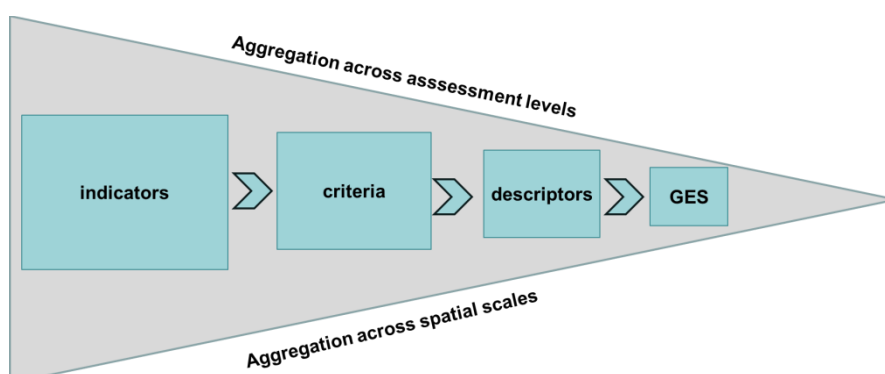 Aggregation across asssessment levels
indicators
criteria
descriptors
GES
Aggregation across spatial scales